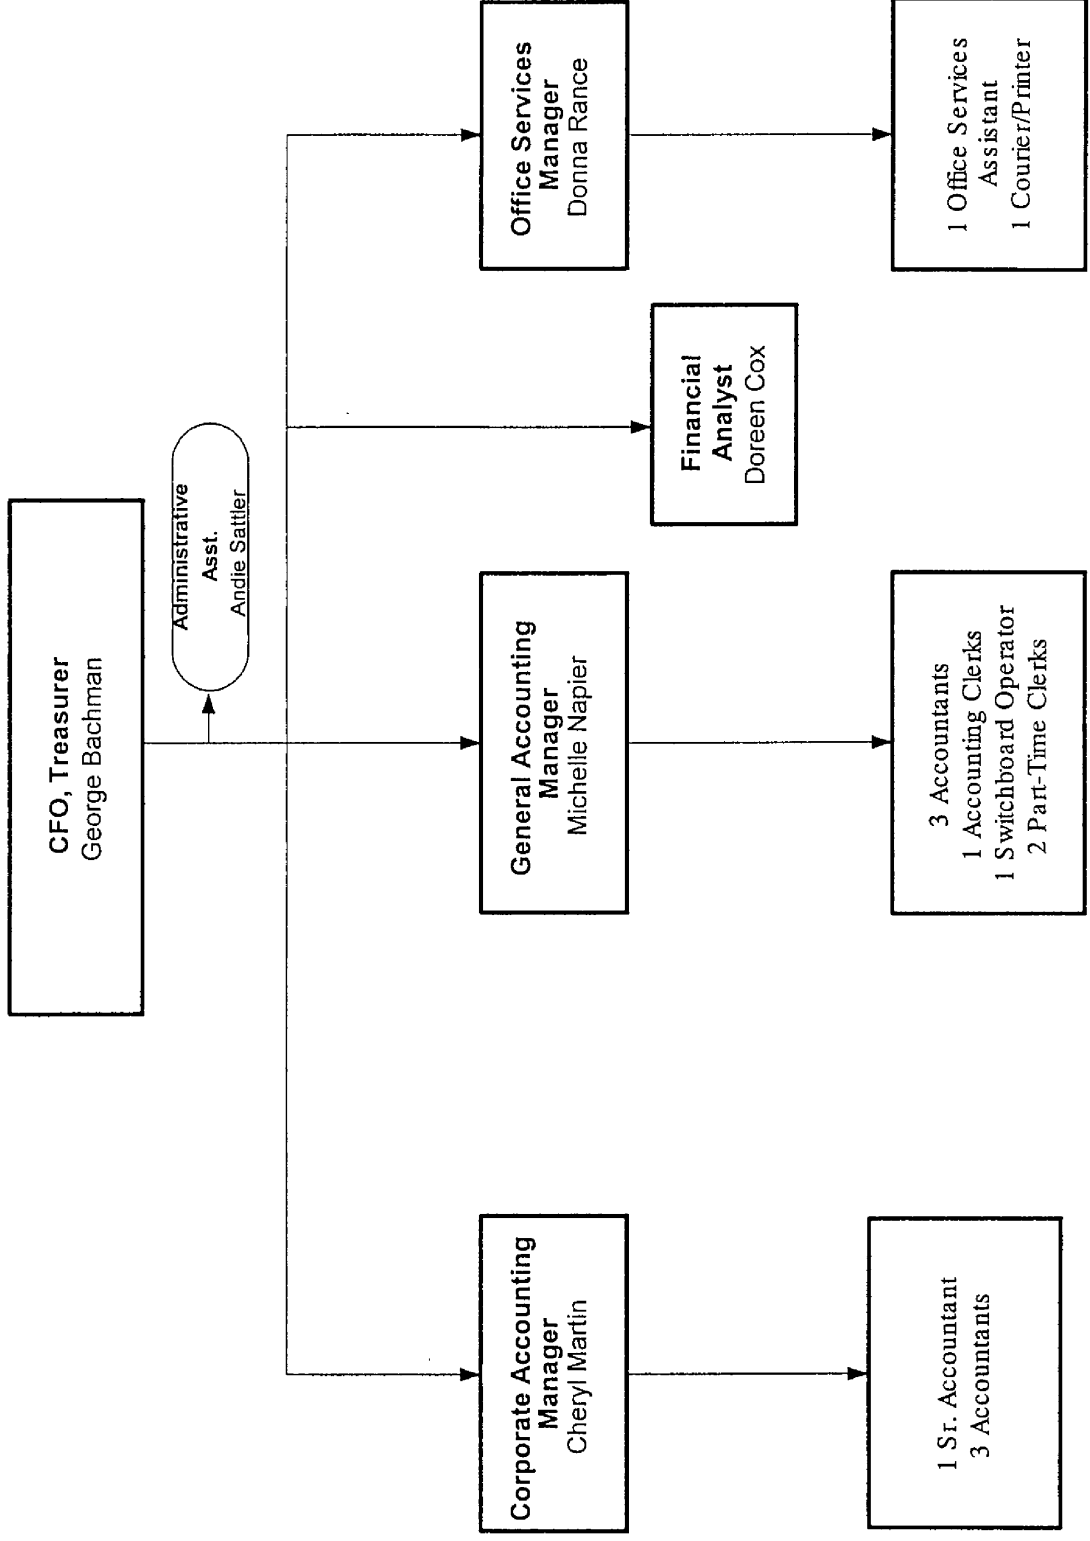 CFO, Treasurer
George Bachman
Administrative
Asst.
Andie Sattler
Corporate Accounting
Manager
Cheryl Martin
General Accounting
Manager
Michelle Napier
Financial
Analyst
Doreen Cox
Office Services
Manager
Donna Rance
1 Sr. Accountant
3 Accountants
3 Accountants
1 Accounting Clerks
1 Switchboard Operator
2 Part-Time Clerks
1 Office Services
Assistant
1 Courier/Printer